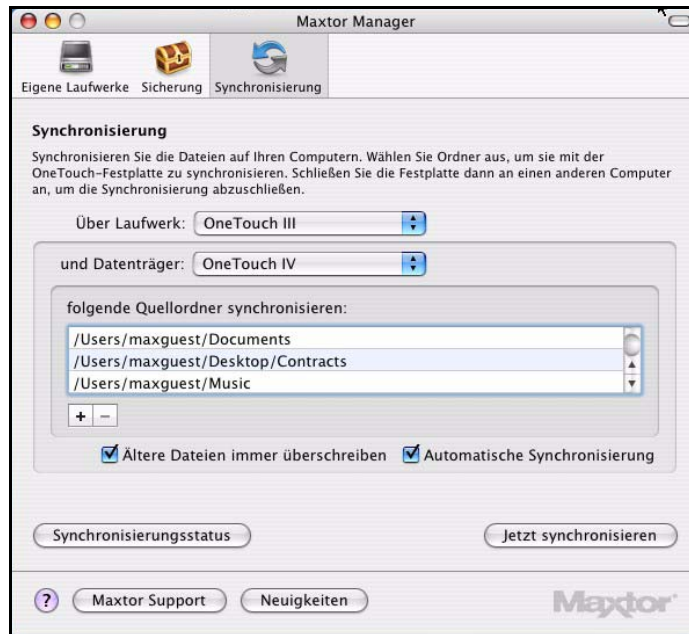 Maxtor Manager
Eigene Laufwerke Sicherung Synchronisierung
Synchronisierung
Synchronisieren Sie die Dateien auf Ihren Computern. Wählen Sie Ordner aus, um sie mit der
OneTouch-Festplatte zu synchronisieren. Schließen Sie die Festplatte dann an einen anderen Computer
an, um die Synchronisierung abzuschließen.
Über Laufwerk: OneTouch III
und Datenträger: OneTouch IV
folgende Quellordner synchronisieren:
/Users/maxguest/Documents
/Users/maxguest/Desktop/Contracts
/Users/maxguest/Music
+ −
Ältere Dateien immer überschreiben Automatische Synchronisierung
Synchronisierungsstatus Jetzt synchronisieren
? Maxtor Support Neuigkeiten Maxtor